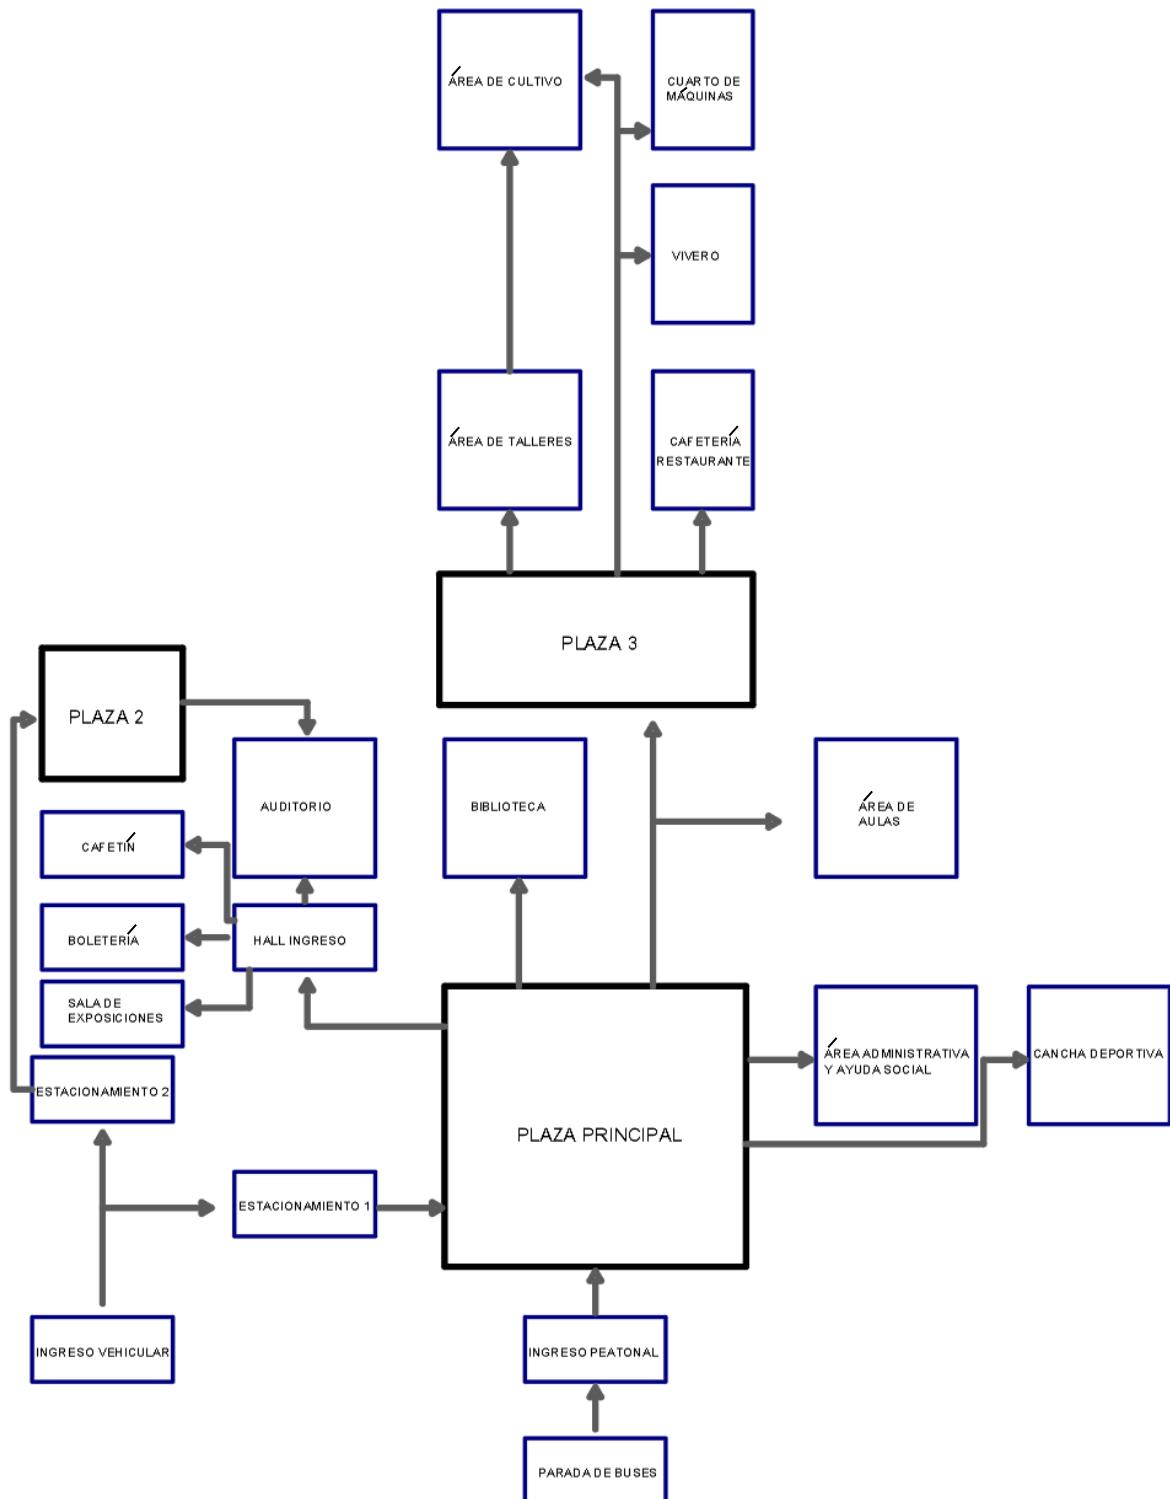 ÁREA DE CULTIVO
CUARTO DE
MÁQUINAS
VIVERO
ÁREA DE TALLERES
CAFETERÍA
RESTAURANTE
PLAZA 3
PLAZA 2
AUDITORIO
BIBLIOTECA
ÁREA DE
AULAS
CAFETÍN
BOLETERÍA
HALL INGRESO
SALA DE
EXPOSICIONES
ESTACIONAMIENTO 2
ÁREA ADMINISTRATIVA
Y AYUDA SOCIAL
CANCHA DEPORTIVA
PLAZA PRINCIPAL
ESTACIONAMIENTO 1
INGRESO VEHICULAR
INGRESO PEATONAL
PARADA DE BUSES